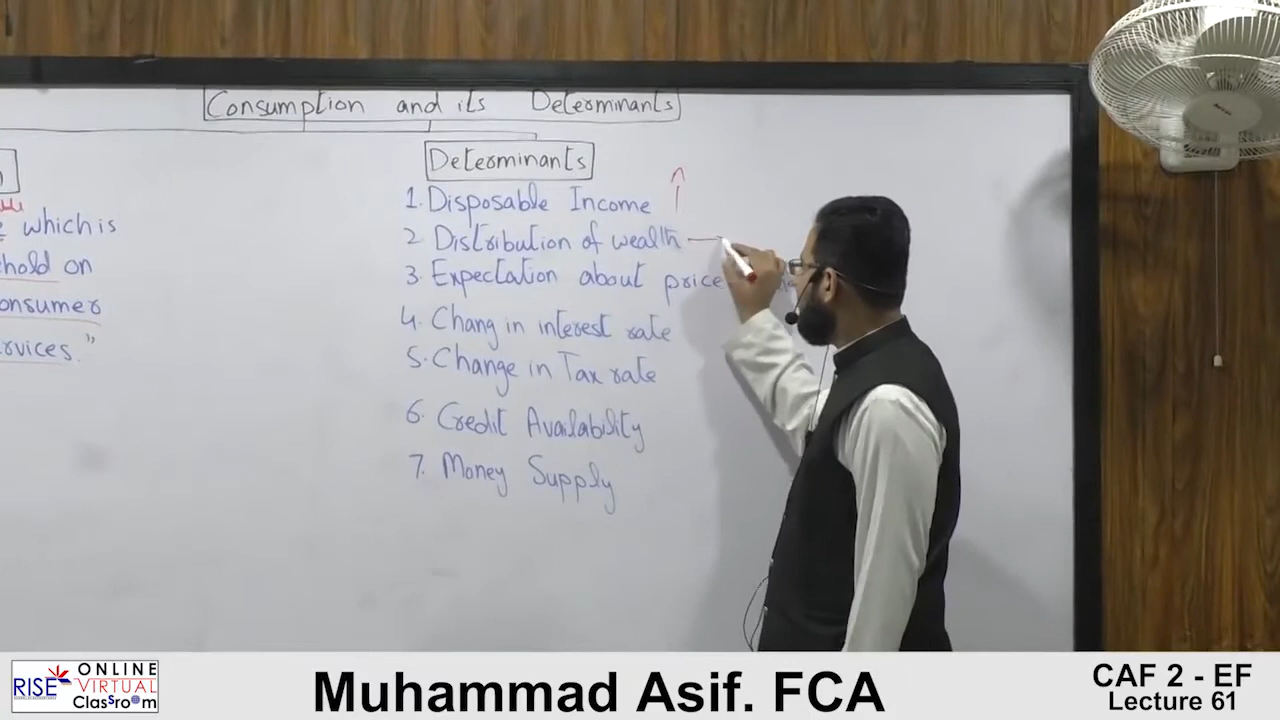 Consumption and its Determinants
Determinants
1. Disposable Income
2. Distribution of wealth
3. Expectation about price
4. Chang in interest rate
5. Change in Tax rate
6. Credit Availability
7. Money Supply
which is
hold on
onsumer
rvices."
RISE
ONLINE
VIRTUAL
Classroom
Muhammad Asif. FCA
CAF 2 - EF
Lecture 61